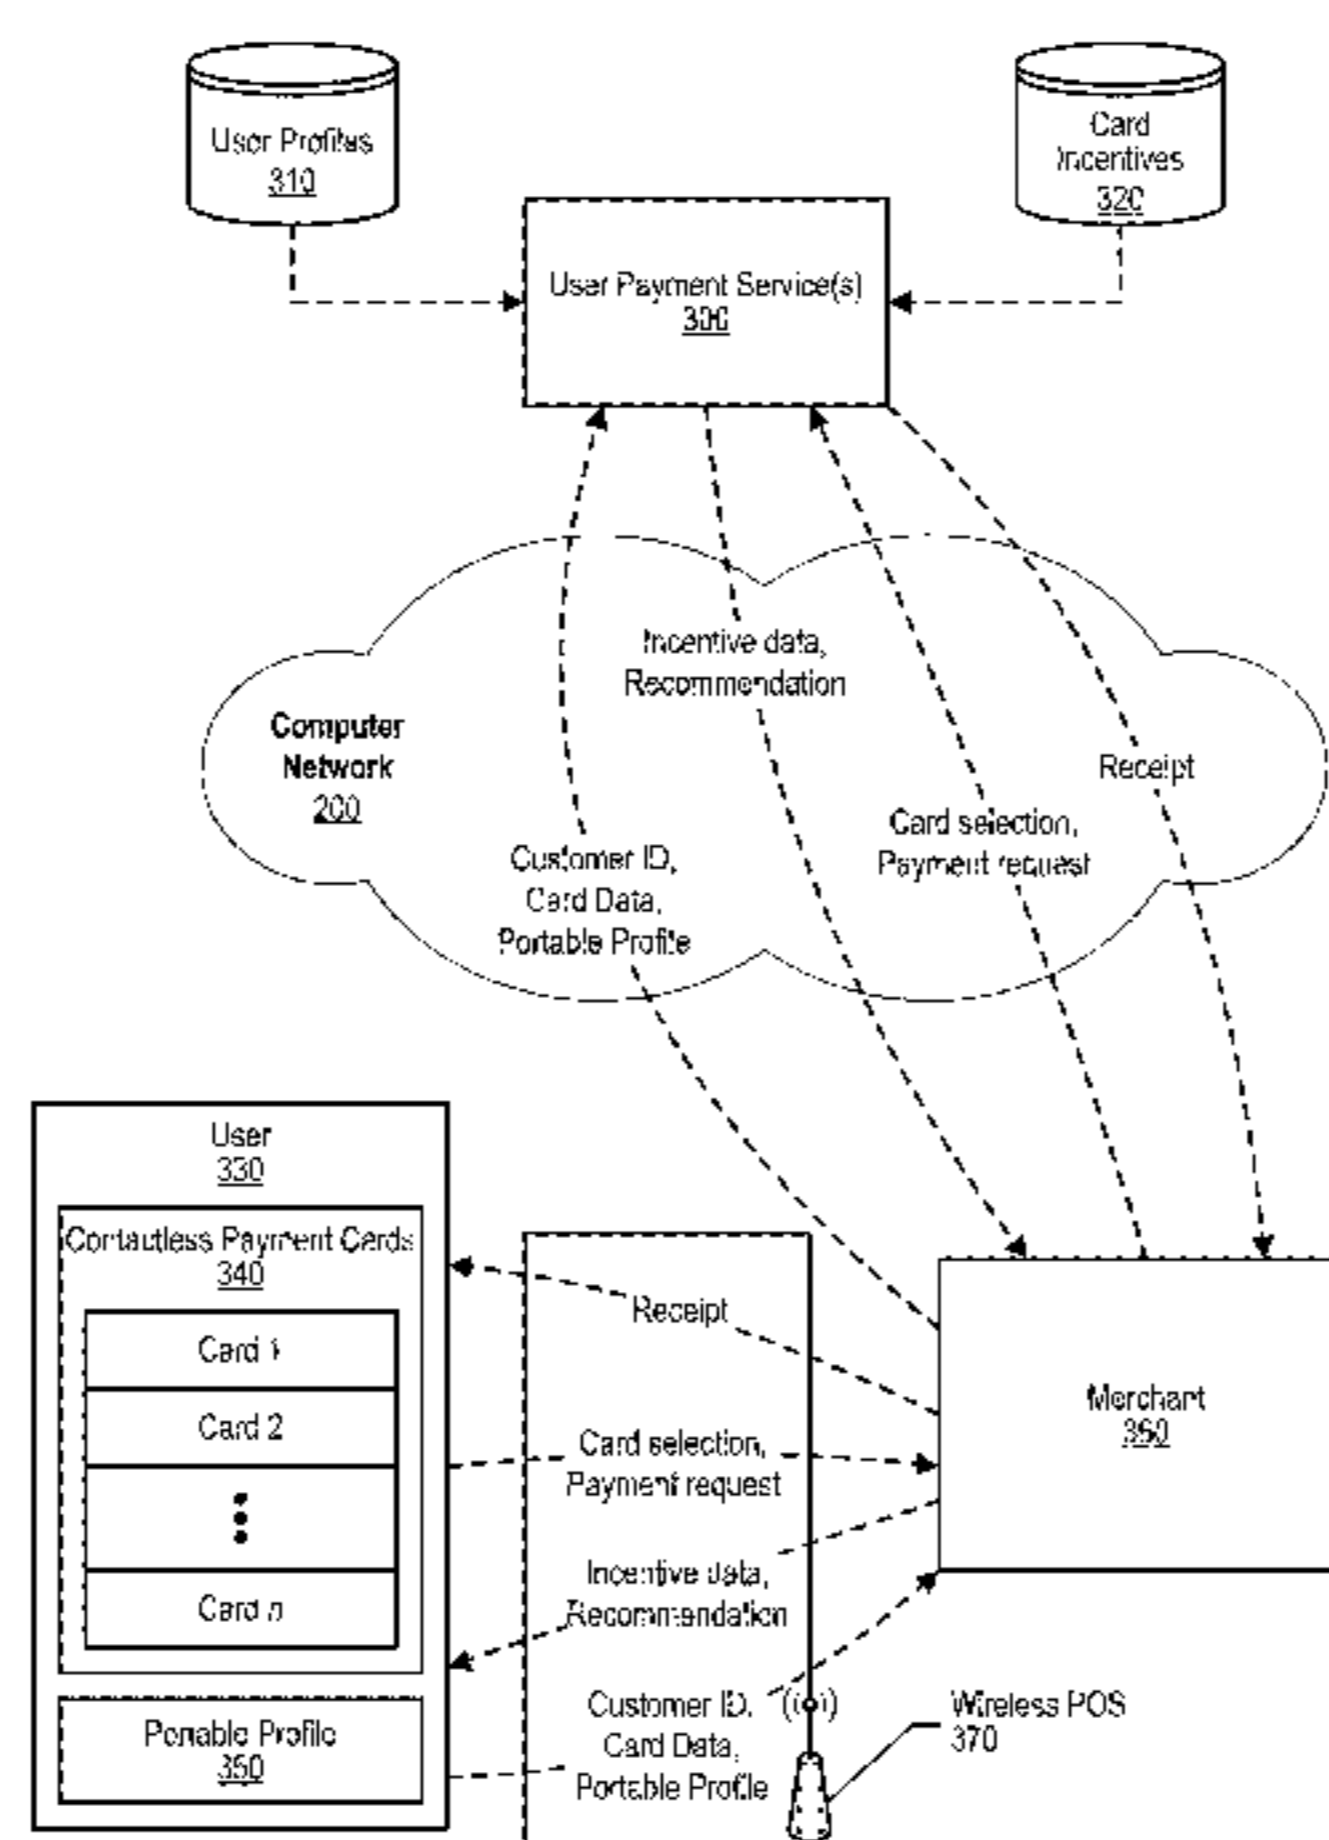 User Profiles
310
Card
Incentives
320
User Payment Service(s)
300
Incentive data,
Recommendation
Computer
Network
200
Receipt
Card selection,
Payment request
Customer ID,
Card Data,
Portable Profile
User
330
Contactless Payment Cards
340
Card 1
Card 2
Card n
Portable Profile
350
Receipt
Card selection,
Payment request
Incentive data,
Recommendation
Customer ID.
Card Data,
Portable Profile
Merchant
360
Wireless POS
370